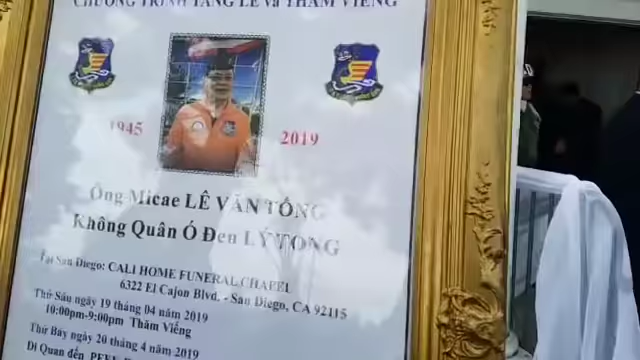 CHƯƠNG TRÌNH TANG LỄ Và THĂM VIẾNG
1945
2019
Ông Micae LÊ VĂN TỐNG
Không Quân Ó Đen LÝ TONG
Tại San Diego: CALI HOME FUNERAL CHAPEL
6322 El Cajon Blvd. - San Diego, CA 92115
Thứ Sáu ngày 19 tháng 04 năm 2019
10:00pm-9:00pm Thăm Viếng
Thứ Bảy ngày 20 tháng 4 năm 2019
Di Quan đến